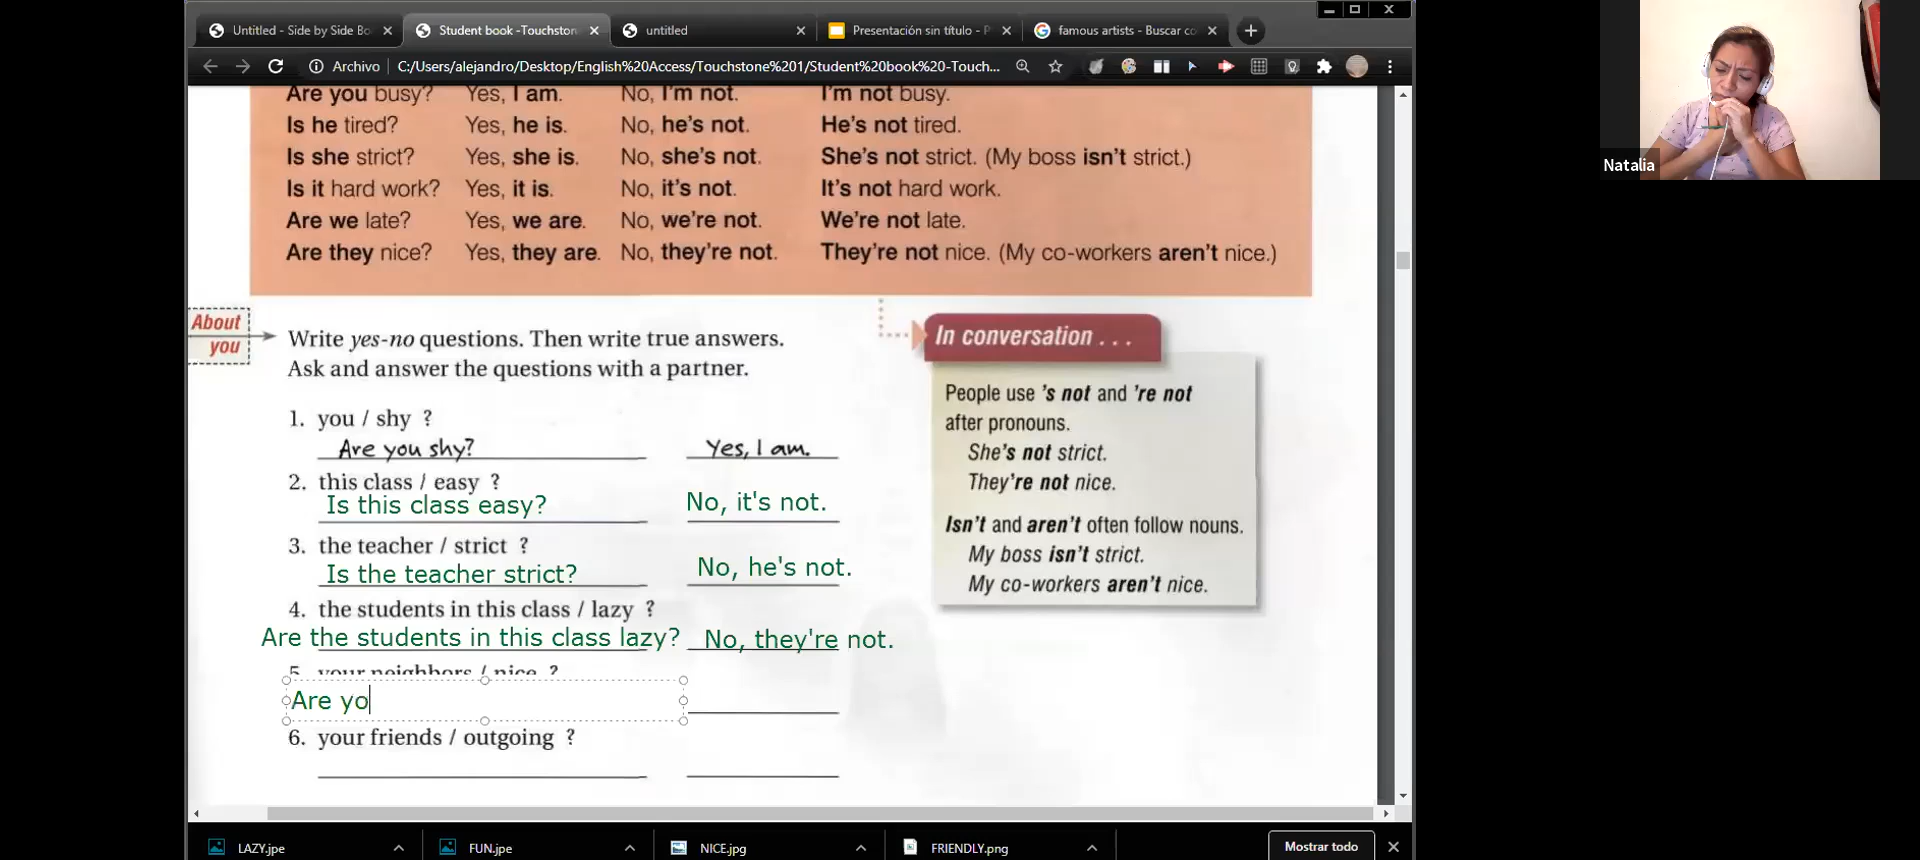 Untitled - Side by Side Bo
Student book -Touchston
untitled
Presentación sin título - P
famous artists - Buscar co
Archivo
C:/Users/alejandro/Desktop/English%20Access/Touchstone%201/Student%20book%20-Touch...
Are you busy? Yes, I am. No, I'm not. I'm not busy.
Is he tired? Yes, he is. No, he's not. He's not tired.
Is she strict? Yes, she is. No, she's not. She's not strict. (My boss isn't strict.)
Is it hard work? Yes, it is. No, it's not. It's not hard work.
Are we late? Yes, we are. No, we're not. We're not late.
Are they nice? Yes, they are. No, they're not. They're not nice. (My co-workers aren't nice.)
About
you
Write yes-no questions. Then write true answers.
Ask and answer the questions with a partner.
1. you / shy ?
Are you shy? Yes, I am.
2. this class / easy ?
Is this class easy? No, it's not.
3. the teacher / strict ?
Is the teacher strict? No, he's not.
4. the students in this class / lazy ?
Are the students in this class lazy? No, they're not.
5. your neighbors / nice ?
Are yo
6. your friends / outgoing ?
In conversation . . .
People use 's not and 're not
after pronouns.
She's not strict.
They're not nice.
Isn't and aren't often follow nouns.
My boss isn't strict.
My co-workers aren't nice.
LAZY.jpe
FUN.jpe
NICE.jpg
FRIENDLY.png
Mostrar todo
Natalia